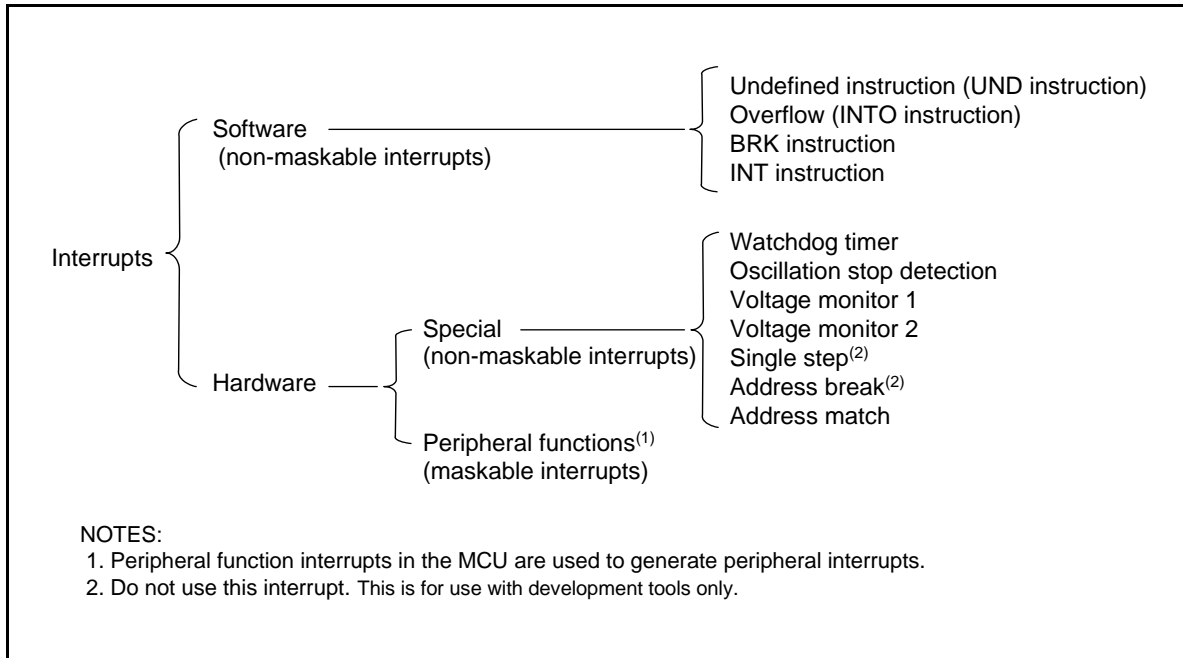 Interrupts
Software
(non-maskable interrupts)
Undefined instruction (UND instruction)
Overflow (INTO instruction)
BRK instruction
INT instruction
Hardware
Special
(non-maskable interrupts)
Watchdog timer
Oscillation stop detection
Voltage monitor 1
Voltage monitor 2
Single step(2)
Address break(2)
Address match
Peripheral functions(1)
(maskable interrupts)
NOTES:
1. Peripheral function interrupts in the MCU are used to generate peripheral interrupts.
2. Do not use this interrupt. This is for use with development tools only.